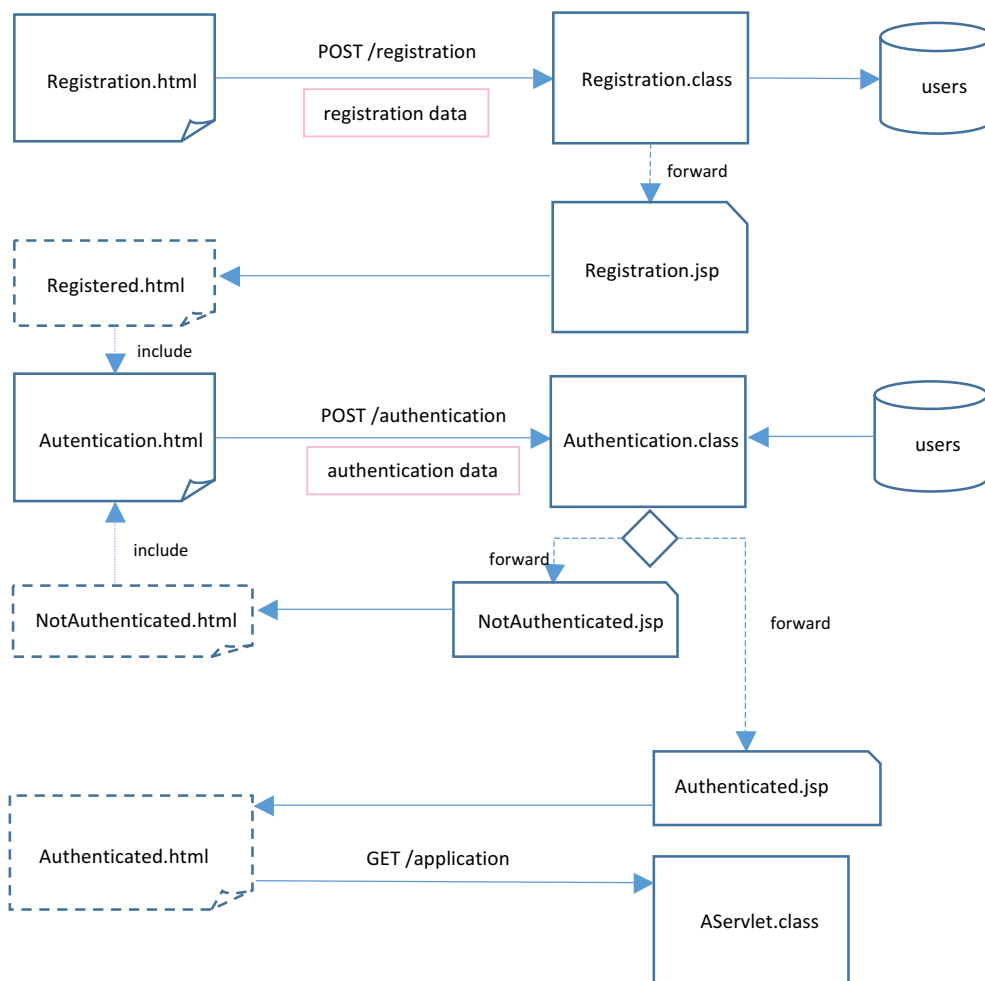 POST /registration
Registration.html
Registration.class
users
registration data
forward
Registration.jsp
Registered.html
include
POST /authentication
Autentication.html
Authentication.class
users
authentication data
include
forward
NotAuthenticated.html
NotAuthenticated.jsp
forward
Authenticated.jsp
Authenticated.html
GET /application
AServlet.class